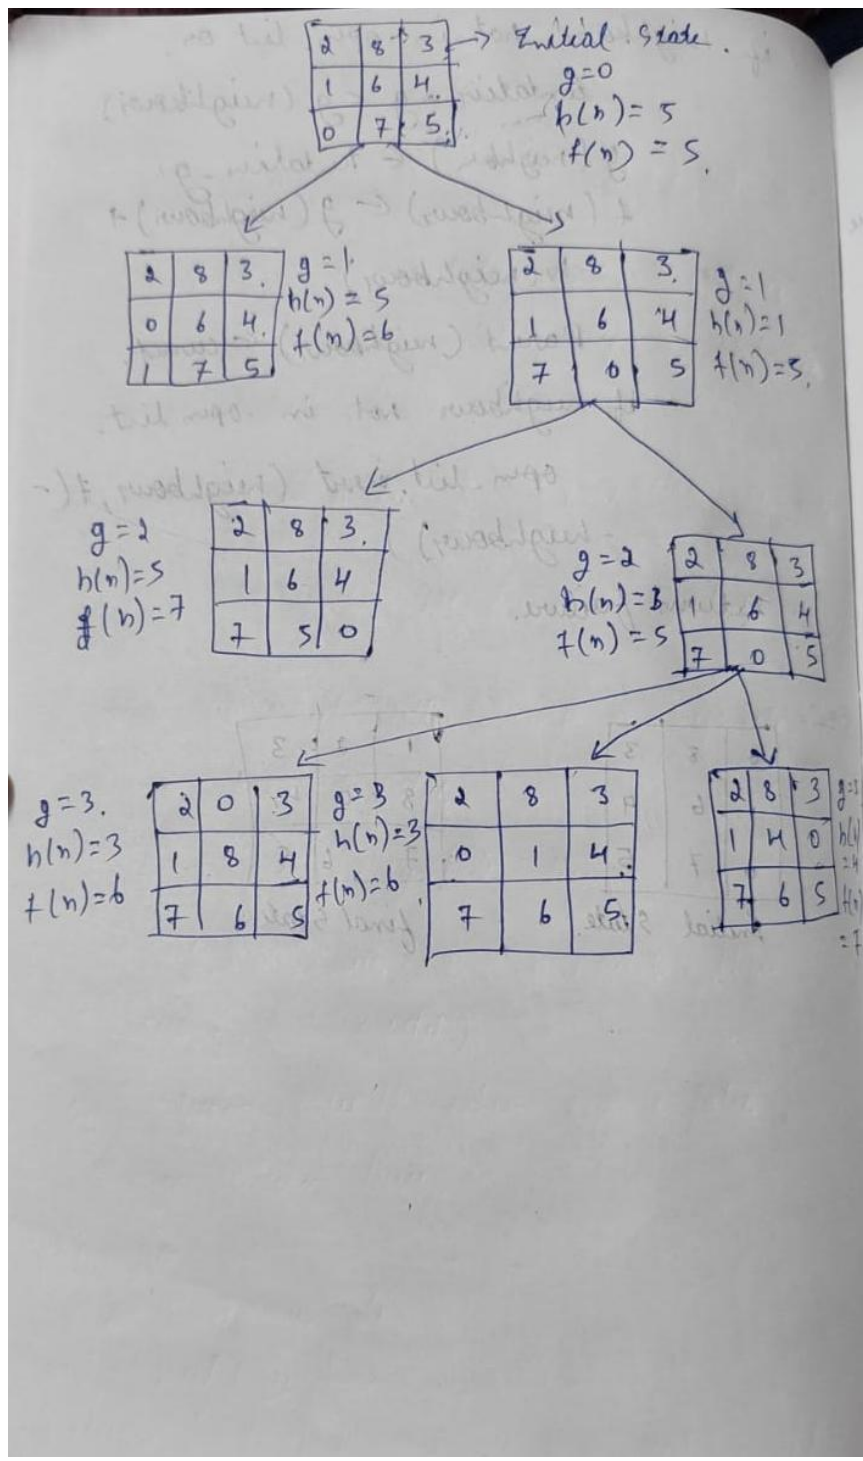 2 8 3 → Initial State.
1 6 4
0 7 5
g=0
h(n) = 5
f(n) = 5.
2 8 3
0 6 4
1 7 5
g=1
h(n) = 5
f(n) = 6
2 8 3
1 6 4
7 0 5
g=1
h(n)=1
f(n)=5.
g=2
h(n)=5
f(n)=7
2 8 3
1 6 4
7 5 0
g=2
h(n)=3
f(n)=5
2 8 3
1 6 4
7 0 5
g=3.
h(n)=3
f(n)=6
2 0 3
1 8 4
7 6 5
g=3
h(n)=3
f(n)=6
2 8 3
0 1 4
7 6 5
2 8 3
1 4 0
7 6 5
g=3
h(n)
=4
f(n)
=7